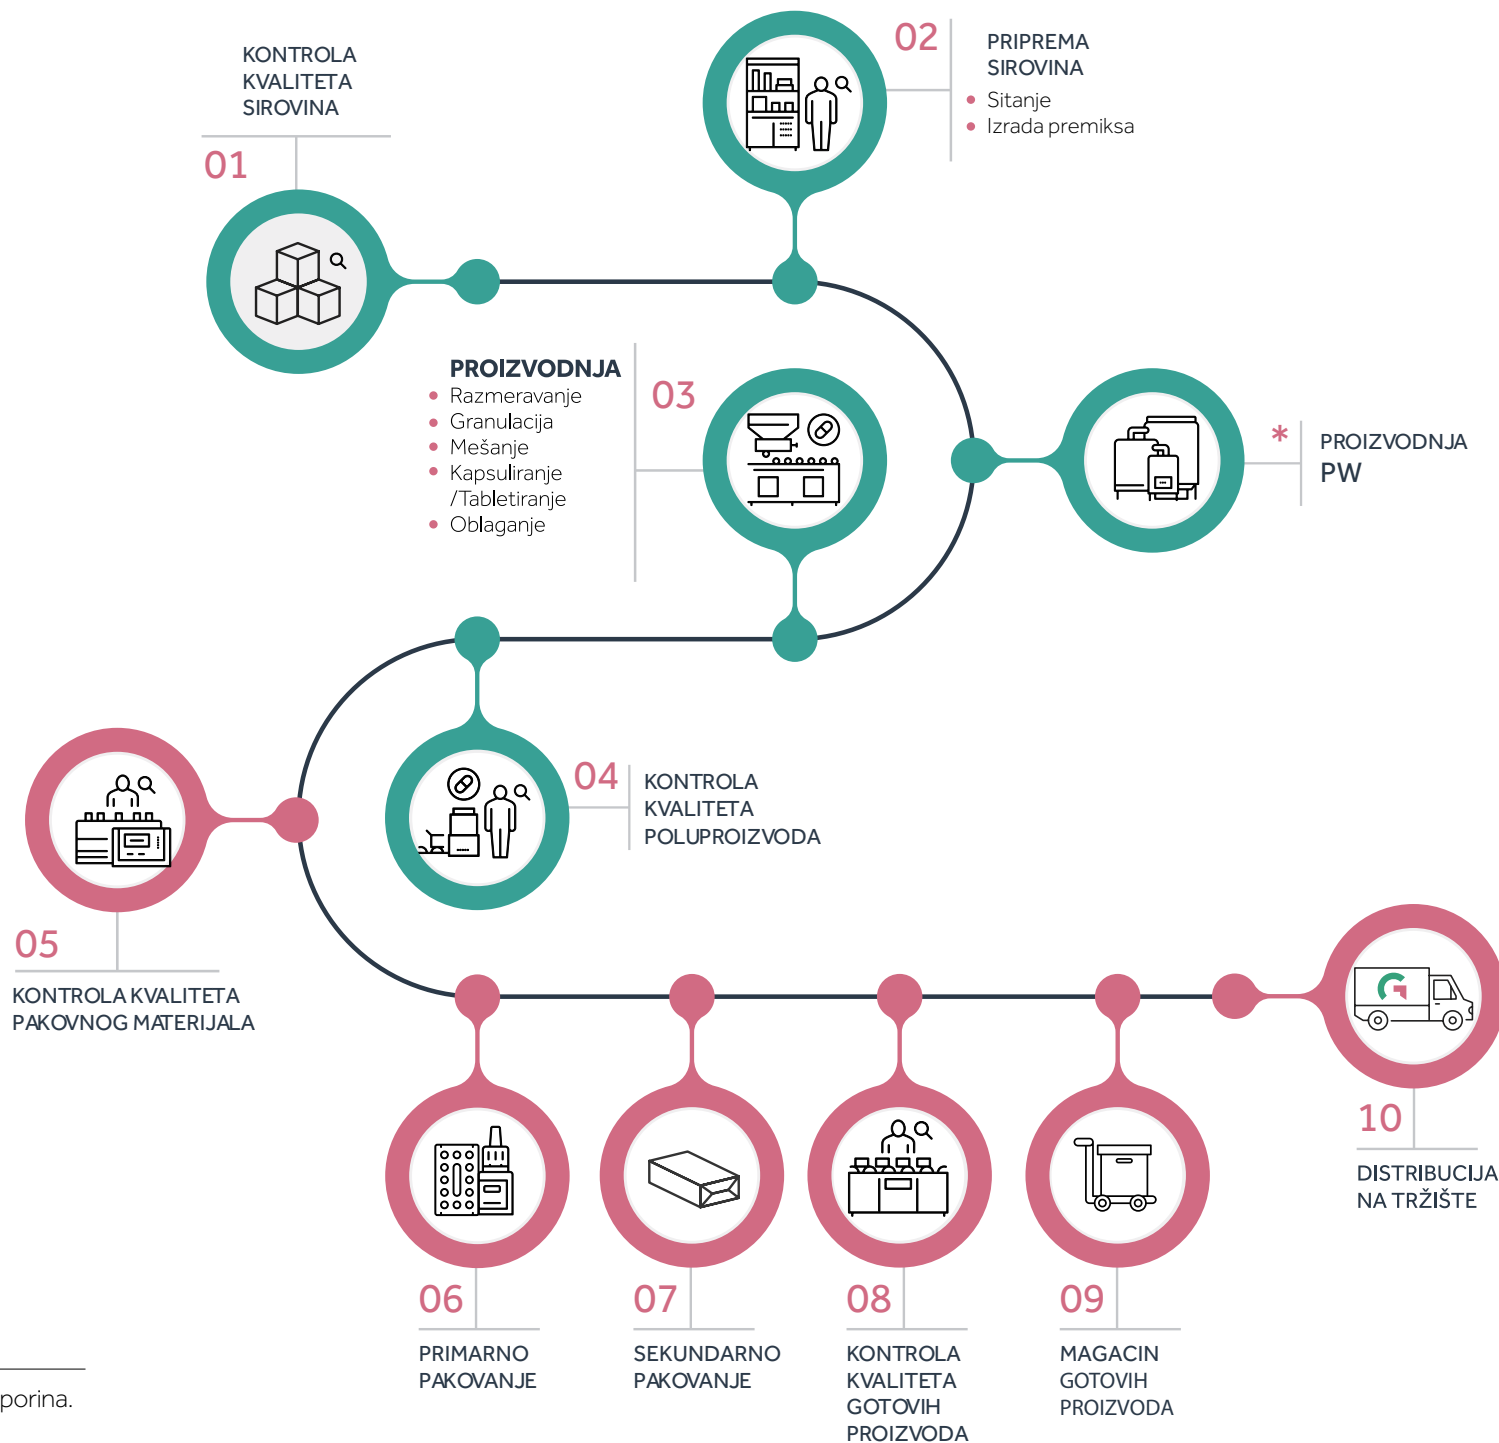 01
KONTROLA
KVALITETA
SIROVINA
02
PRIPREMA
SIROVINA
Sitanje
Izrada premiksa
03
PROIZVODNJA
Razmeravanje
Granulacija
Mešanje
Kapsuliranje
/Tabletiranje
Oblaganje
*
PROIZVODNJA
PW
04
KONTROLA
KVALITETA
POLUPROIZVODA
05
KONTROLA KVALITETA
PAKOVNOG MATERIJALA
06
PRIMARNO
PAKOVANJE
07
SEKUNDARNO
PAKOVANJE
08
KONTROLA
KVALITETA
GOTOVIH
PROIZVODA
09
MAGACIN
GOTOVIH
PROIZVODA
10
DISTRIBUCIJA
NA TRŽIŠTE
porina.